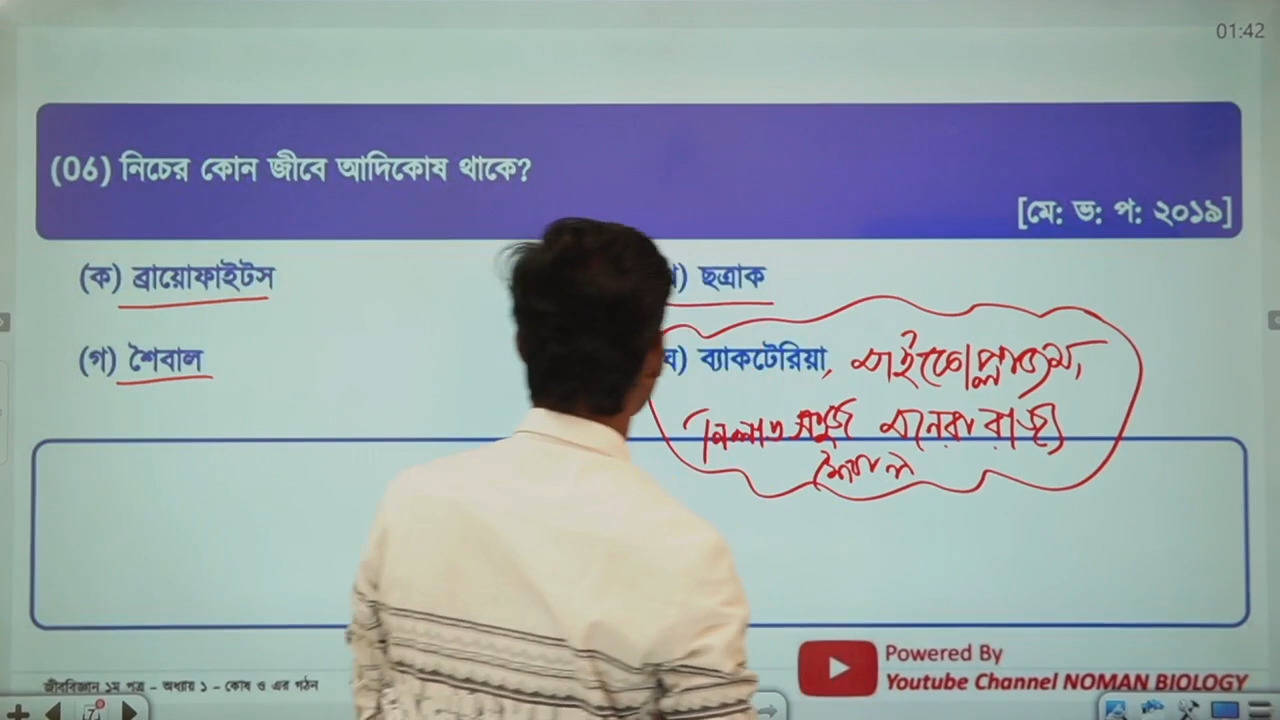 01:42
(06) নিচের কোন জীবে আদিকোষ থাকে?
[মে: ভ: প: ২০১৯]
(ক) ব্রায়োফাইটস
) ছত্রাক
(গ) শৈবাল
ঘ) ব্যাকটেরিয়া, মাইকোপ্লাজমা,
নিলাভ সবুজ মনেরা রাজ্য
শৈবাল
Powered By
Youtube Channel NOMAN BIOLOGY
জীববিজ্ঞান ১ম পত্র - অধ্যায় ১ - কোষ ও এর গঠন